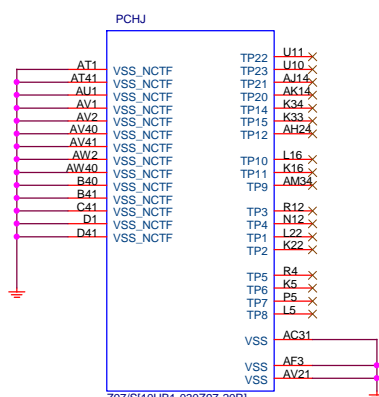 PCHJ
TP22 U11
AT1 VSS_NCTF TP23 U10
AT41 VSS_NCTF TP21 AJ14
AU1 VSS_NCTF TP20 AK14
AV1 VSS_NCTF TP14 K34
AV2 VSS_NCTF TP15 K33
AV40 VSS_NCTF TP12 AH24
AV41 VSS_NCTF
AW2 VSS_NCTF TP10 L16
AW40 VSS_NCTF TP11 K16
B40 VSS_NCTF TP9 AM34
B41 VSS_NCTF
C41 VSS_NCTF TP3 R12
D1 VSS_NCTF TP4 N12
D41 VSS_NCTF TP1 L22
TP2 K22
TP5 R4
TP6 K5
TP7 P5
TP8 L5
VSS AC31
VSS AF3
VSS AV21